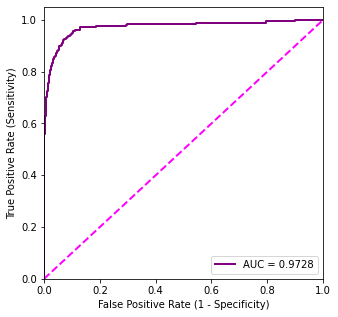 1.0
0.8
0.6
0.4
0.2
0.0
0.0 0.2 0.4 0.6 0.8 1.0
True Positive Rate (Sensitivity)
False Positive Rate (1 - Specificity)
AUC = 0.9728